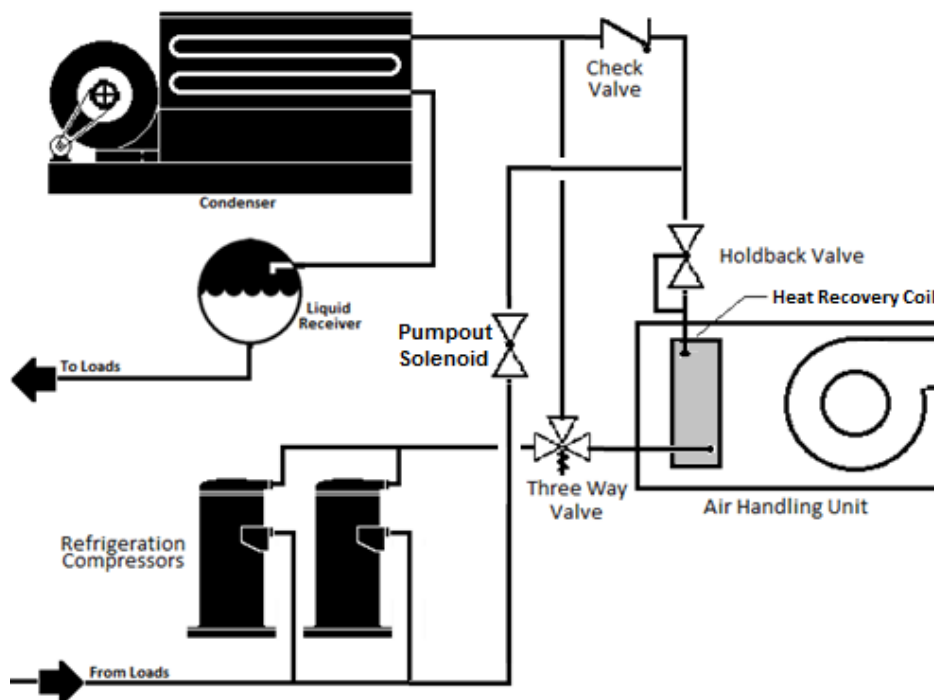 Check
Valve
Condenser
Holdback Valve
Heat Recovery Coil
Liquid
Receiver
Pumpout
Solenoid
To Loads
Three Way
Valve
Air Handling Unit
Refrigeration
Compressors
From Loads